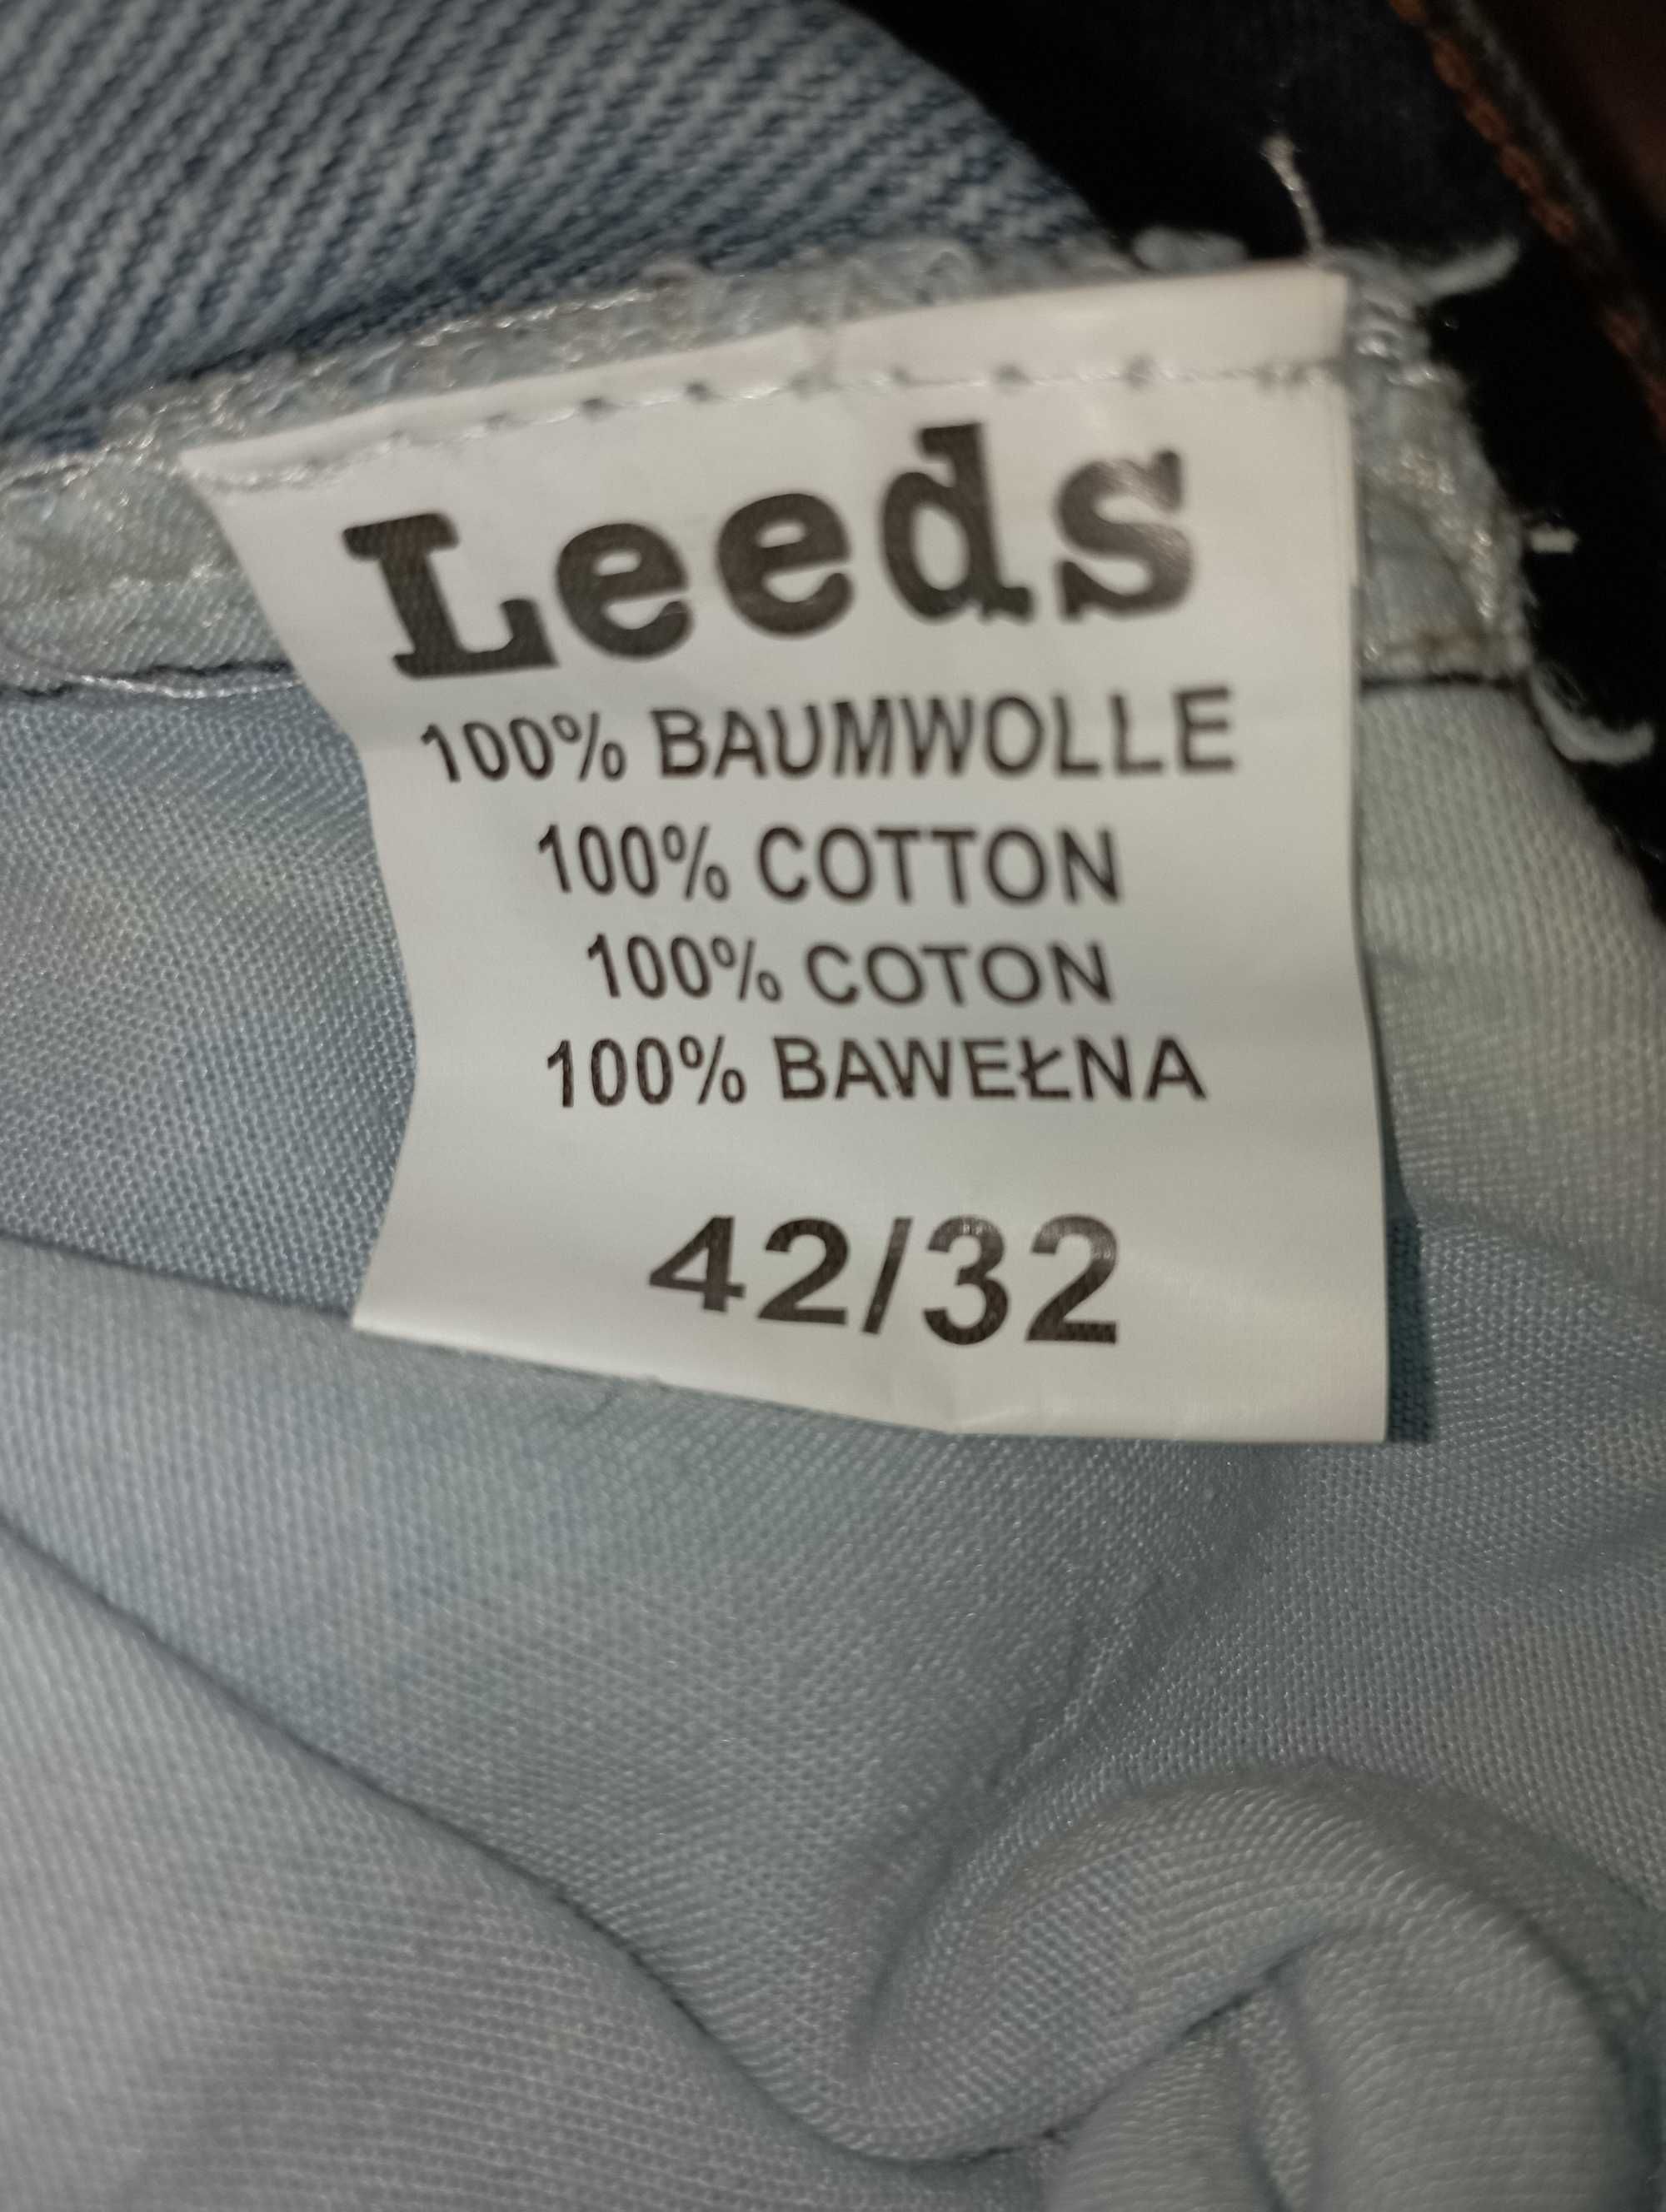 Leeds
100% BAUMWOLLE
100% COTTON
100% COTON
100% BAWEŁNA
42/32